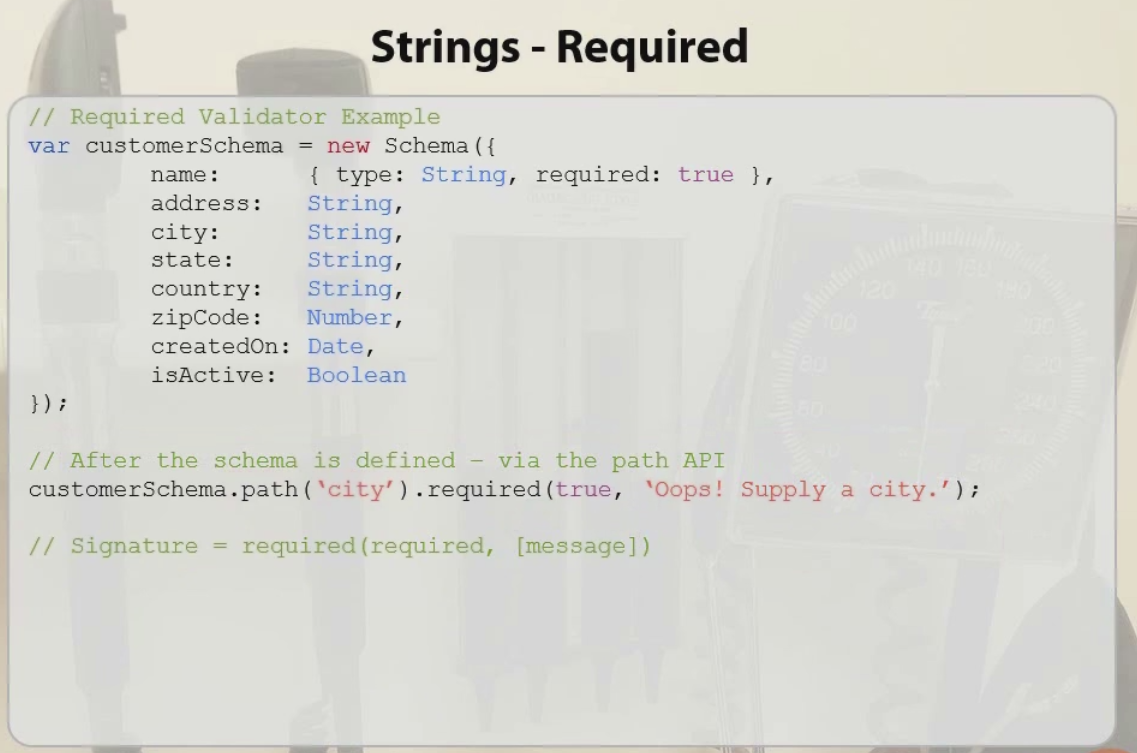 Strings - Required
// Required Validator Example
var customerSchema = new Schema({
name: { type: String, required: true },
address: String,
city: String,
state: String,
country: String,
zipCode: Number,
createdOn: Date,
isActive: Boolean
});
// After the schema is defined – via the path API
customerSchema.path(‘city’).required(true, ‘Oops! Supply a city.’);
// Signature = required(required, [message])